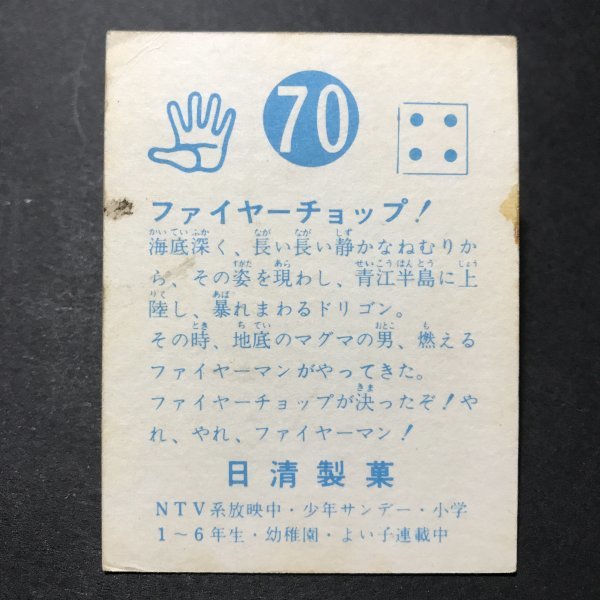 70
ファイヤーチョップ!
海底深く、長い長い静かなねむりか
ら、その姿を現わし、青江半島に上
陸し、暴れまわるドリゴン。
その時、地底のマグマの男、燃える
ファイヤーマンがやってきた。
ファイヤーチョップが決ったぞ!や
れ、やれ、ファイヤーマン!
日清製菓
NTV系放映中・少年サンデー・小学
1~6年生・幼稚園・よい子連載中